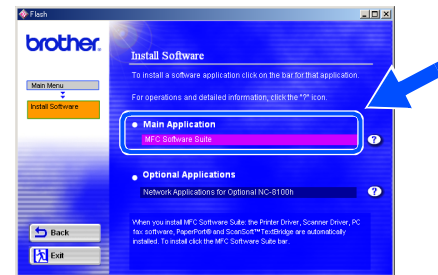 Flash
brother.
Install Software
To install a software application click on the bar for that application.
Main Menu
For operations and detailed information, click the "?" icon.
Install Software
Main Application
MFC Software Suite
?
Optional Applications
Network Applications for Optional NC-8100h
?
When you install MFC Software Suite: the Printer Driver, Scanner Driver, PC
fax software, PaperPort® and ScanSoft™TextBridge are automatically
installed. To install click the MFC Software Suite bar.
Back
Exit